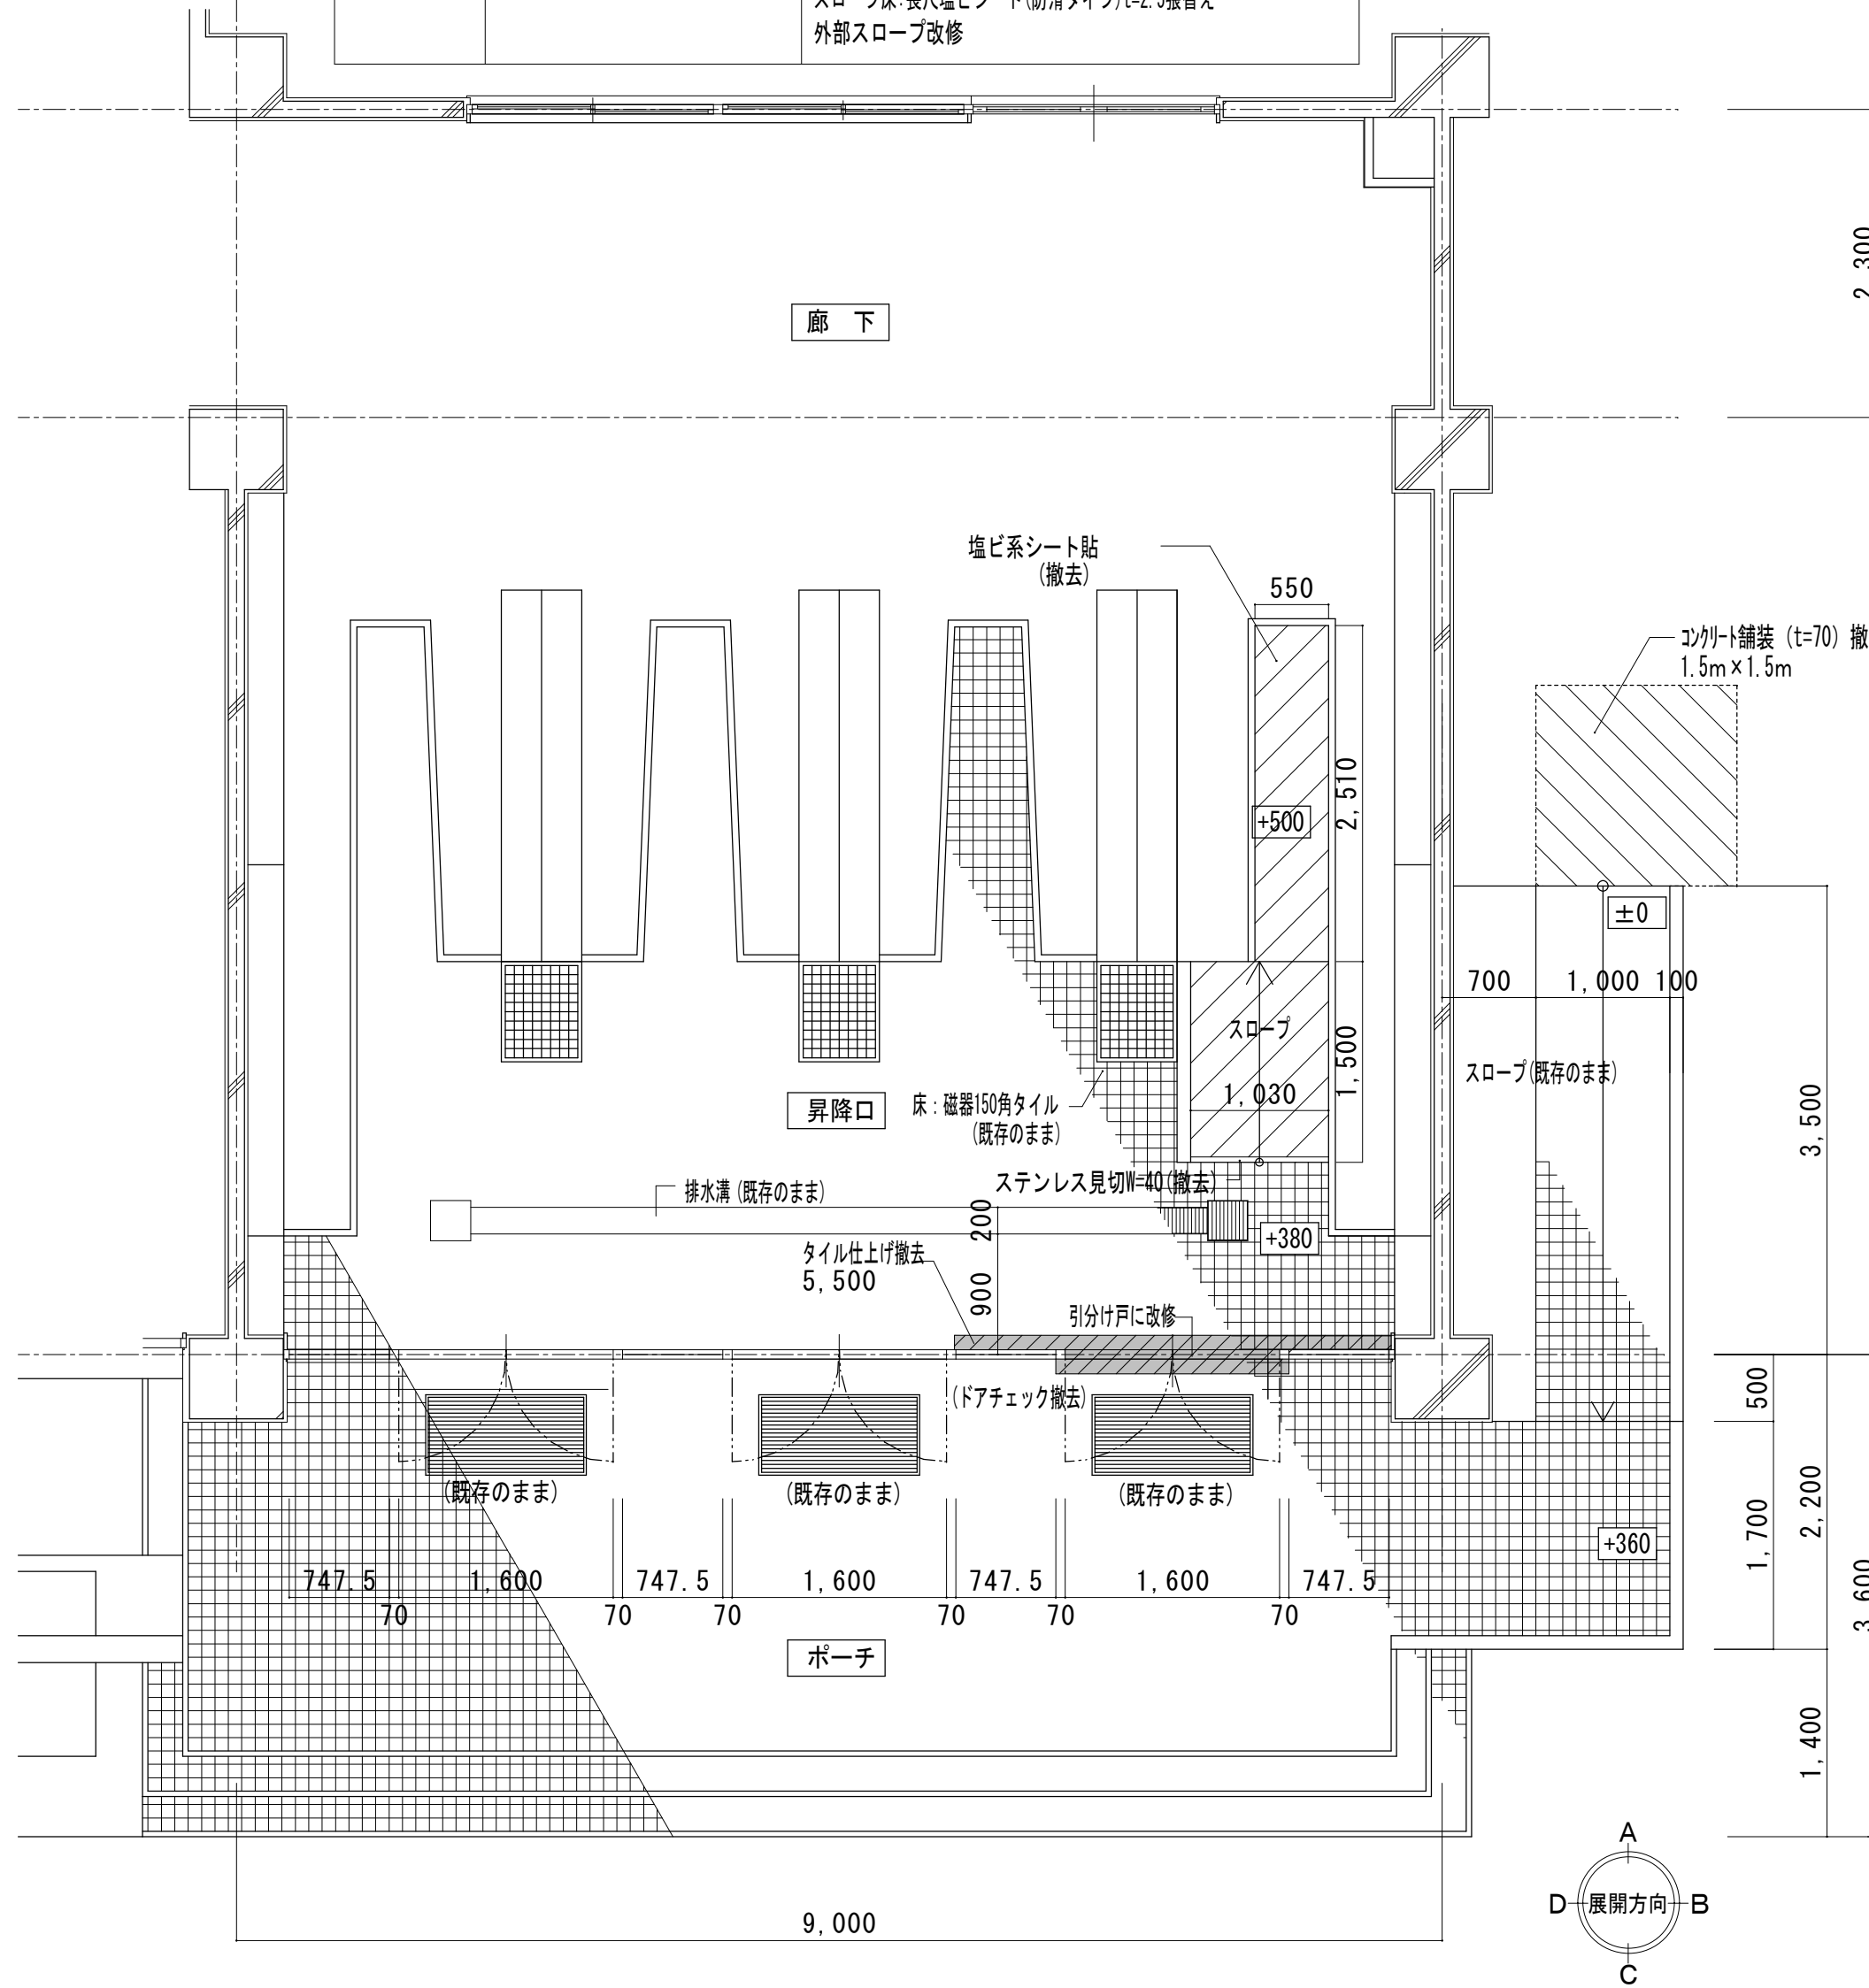 外部スロープ改修
2,300
廊 下
塩ビ系シート貼
(撤去)
550
コンクリート舗装 (t=70) 撤
1.5m×1.5m
+500
2,510
±0
700
1,000
100
スロープ
1,500
スロープ(既存のまま)
1,030
昇降口
床：磁器150角タイル
(既存のまま)
3,500
排水溝 (既存のまま)
ステンレス見切W=40(撤去)
200
+380
タイル仕上げ撤去
5,500
900
引分け戸に改修
(ドアチェック撤去)
500
(既存のまま)
(既存のまま)
(既存のまま)
2,200
1,700
+360
747.5
1,600
747.5
1,600
747.5
1,600
747.5
70
70
70
70
70
70
3,600
ポーチ
1,400
A
D
展開方向
B
C
9,000